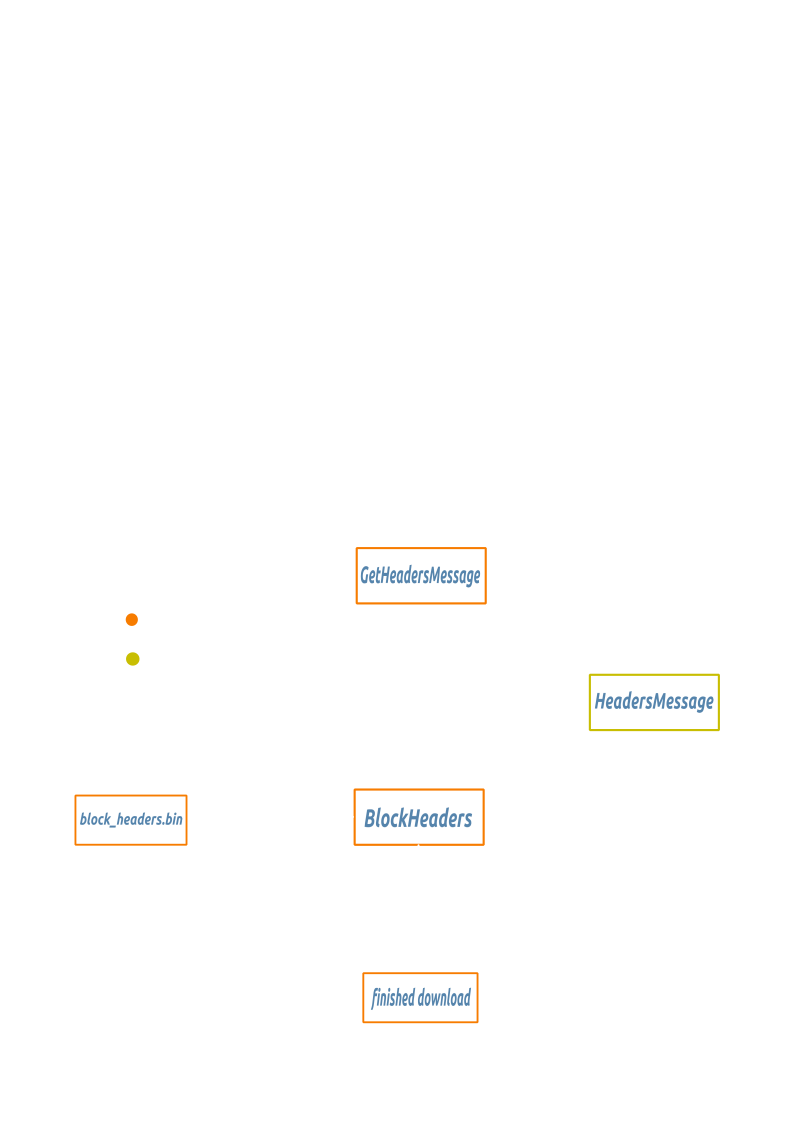 GetHeadersMessage
HeadersMessage
block_headers.bin
BlockHeaders
finished download